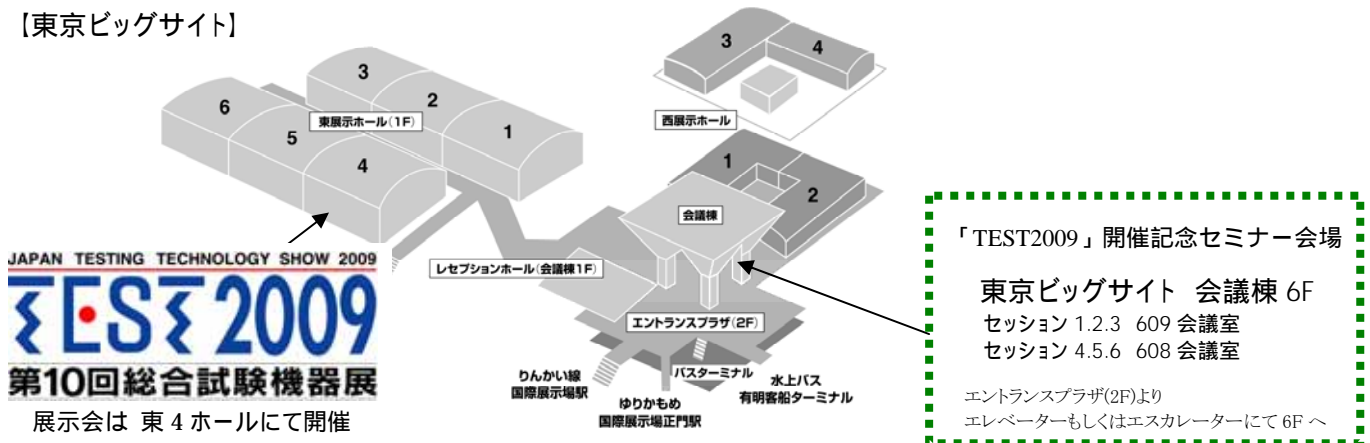 【東京ビッグサイト】
3
4
3
2
1
6
5
4
東展示ホール(1F)
西展示ホール
1
2
会議棟
レセプションホール(会議棟1F)
エントランスプラザ(2F)
バスターミナル
りんかい線
国際展示場駅
ゆりかもめ
国際展示場正門駅
水上バス
有明客船ターミナル
JAPAN TESTING TECHNOLOGY SHOW 2009
TEST 2009
第10回総合試験機器展
展示会は 東4ホールにて開催
「TEST2009」開催記念セミナー会場
東京ビッグサイト 会議棟 6F
セッション 1.2.3 609 会議室
セッション 4.5.6 608 会議室
エントランスプラザ(2F)より
エレベーターもしくはエスカレーターにて 6F へ